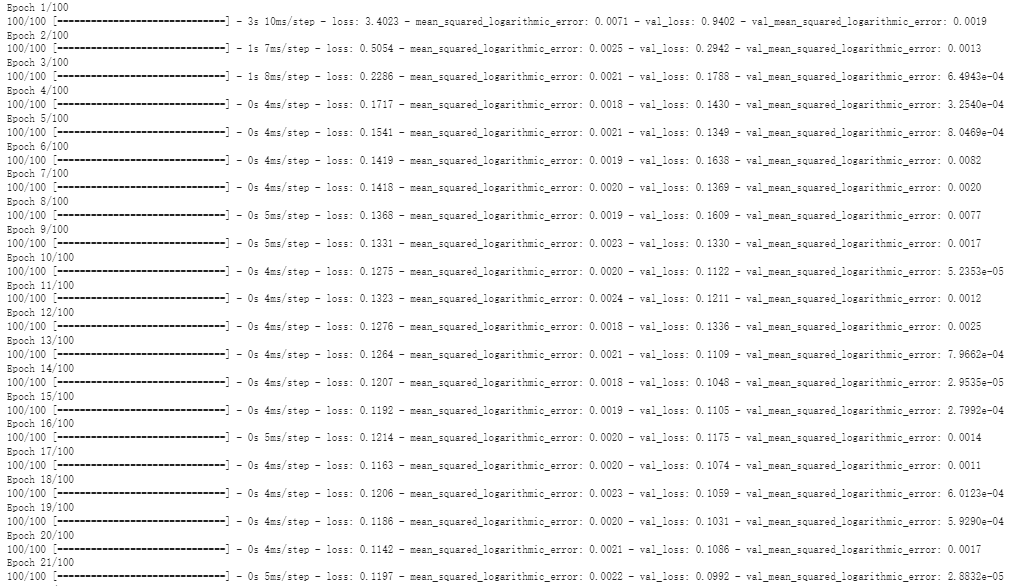 Epoch 1/100
100/100 [==============================] - 3s 10ms/step - loss: 3.4023 - mean_squared_logarithmic_error: 0.0071 - val_loss: 0.9402 - val_mean_squared_logarithmic_error: 0.0019
Epoch 2/100
100/100 [==============================] - 1s 7ms/step - loss: 0.5054 - mean_squared_logarithmic_error: 0.0025 - val_loss: 0.2942 - val_mean_squared_logarithmic_error: 0.0013
Epoch 3/100
100/100 [==============================] - 1s 8ms/step - loss: 0.2286 - mean_squared_logarithmic_error: 0.0021 - val_loss: 0.1788 - val_mean_squared_logarithmic_error: 6.4943e-04
Epoch 4/100
100/100 [==============================] - 0s 4ms/step - loss: 0.1717 - mean_squared_logarithmic_error: 0.0018 - val_loss: 0.1430 - val_mean_squared_logarithmic_error: 3.2540e-04
Epoch 5/100
100/100 [==============================] - 0s 4ms/step - loss: 0.1541 - mean_squared_logarithmic_error: 0.0021 - val_loss: 0.1349 - val_mean_squared_logarithmic_error: 8.0469e-04
Epoch 6/100
100/100 [==============================] - 0s 4ms/step - loss: 0.1419 - mean_squared_logarithmic_error: 0.0019 - val_loss: 0.1638 - val_mean_squared_logarithmic_error: 0.0082
Epoch 7/100
100/100 [==============================] - 0s 4ms/step - loss: 0.1418 - mean_squared_logarithmic_error: 0.0020 - val_loss: 0.1369 - val_mean_squared_logarithmic_error: 0.0020
Epoch 8/100
100/100 [==============================] - 0s 5ms/step - loss: 0.1368 - mean_squared_logarithmic_error: 0.0019 - val_loss: 0.1609 - val_mean_squared_logarithmic_error: 0.0077
Epoch 9/100
100/100 [==============================] - 0s 5ms/step - loss: 0.1331 - mean_squared_logarithmic_error: 0.0023 - val_loss: 0.1330 - val_mean_squared_logarithmic_error: 0.0017
Epoch 10/100
100/100 [==============================] - 0s 4ms/step - loss: 0.1275 - mean_squared_logarithmic_error: 0.0020 - val_loss: 0.1122 - val_mean_squared_logarithmic_error: 5.2353e-05
Epoch 11/100
100/100 [==============================] - 0s 4ms/step - loss: 0.1323 - mean_squared_logarithmic_error: 0.0024 - val_loss: 0.1211 - val_mean_squared_logarithmic_error: 0.0012
Epoch 12/100
100/100 [==============================] - 0s 4ms/step - loss: 0.1276 - mean_squared_logarithmic_error: 0.0018 - val_loss: 0.1336 - val_mean_squared_logarithmic_error: 0.0025
Epoch 13/100
100/100 [==============================] - 0s 4ms/step - loss: 0.1264 - mean_squared_logarithmic_error: 0.0021 - val_loss: 0.1109 - val_mean_squared_logarithmic_error: 7.9662e-04
Epoch 14/100
100/100 [==============================] - 0s 4ms/step - loss: 0.1207 - mean_squared_logarithmic_error: 0.0018 - val_loss: 0.1048 - val_mean_squared_logarithmic_error: 2.9535e-05
Epoch 15/100
100/100 [==============================] - 0s 4ms/step - loss: 0.1192 - mean_squared_logarithmic_error: 0.0019 - val_loss: 0.1105 - val_mean_squared_logarithmic_error: 2.7992e-04
Epoch 16/100
100/100 [==============================] - 0s 5ms/step - loss: 0.1214 - mean_squared_logarithmic_error: 0.0020 - val_loss: 0.1175 - val_mean_squared_logarithmic_error: 0.0014
Epoch 17/100
100/100 [==============================] - 0s 4ms/step - loss: 0.1163 - mean_squared_logarithmic_error: 0.0020 - val_loss: 0.1074 - val_mean_squared_logarithmic_error: 0.0011
Epoch 18/100
100/100 [==============================] - 0s 4ms/step - loss: 0.1206 - mean_squared_logarithmic_error: 0.0023 - val_loss: 0.1059 - val_mean_squared_logarithmic_error: 6.0123e-04
Epoch 19/100
100/100 [==============================] - 0s 4ms/step - loss: 0.1186 - mean_squared_logarithmic_error: 0.0020 - val_loss: 0.1031 - val_mean_squared_logarithmic_error: 5.9290e-04
Epoch 20/100
100/100 [==============================] - 0s 4ms/step - loss: 0.1142 - mean_squared_logarithmic_error: 0.0021 - val_loss: 0.1086 - val_mean_squared_logarithmic_error: 0.0017
Epoch 21/100
100/100 [==============================] - 0s 5ms/step - loss: 0.1197 - mean_squared_logarithmic_error: 0.0022 - val_loss: 0.0992 - val_mean_squared_logarithmic_error: 2.8832e-05